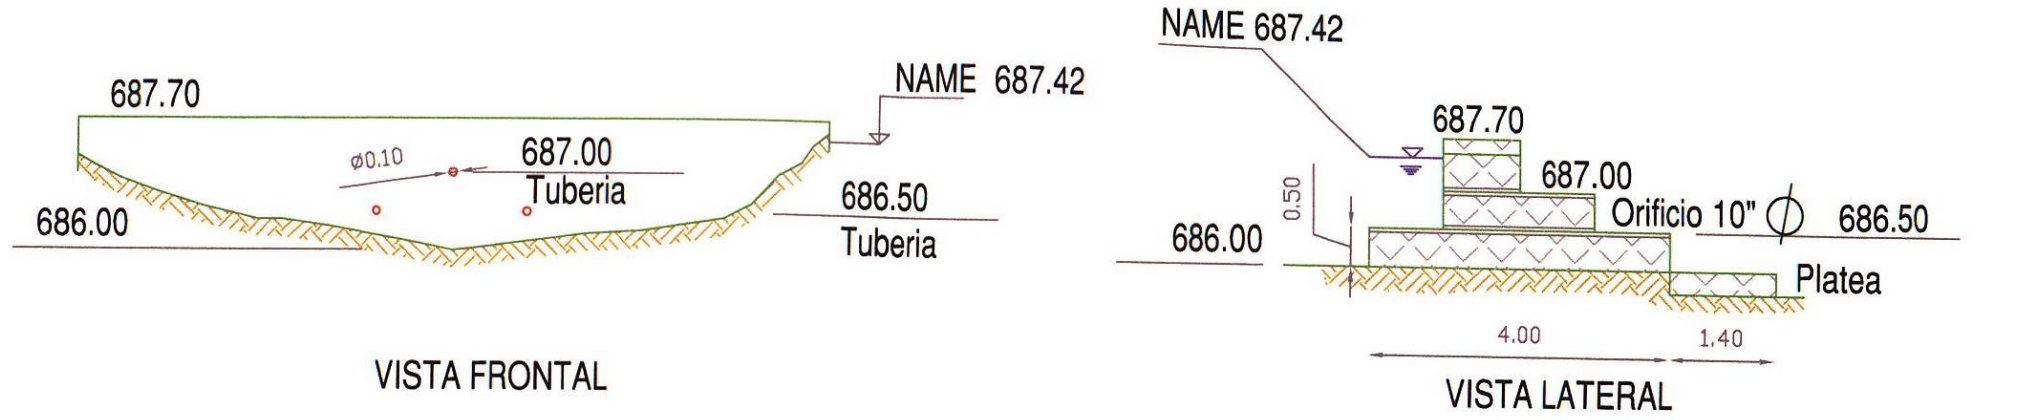 687.70
NAME 687.42
ø0.10
687.00
Tuberia
686.50
Tuberia
686.00
VISTA FRONTAL
NAME 687.42
687.70
687.00
0.50
Orificio 10" Ø 686.50
686.00
Platea
4.00
1.40
VISTA LATERAL